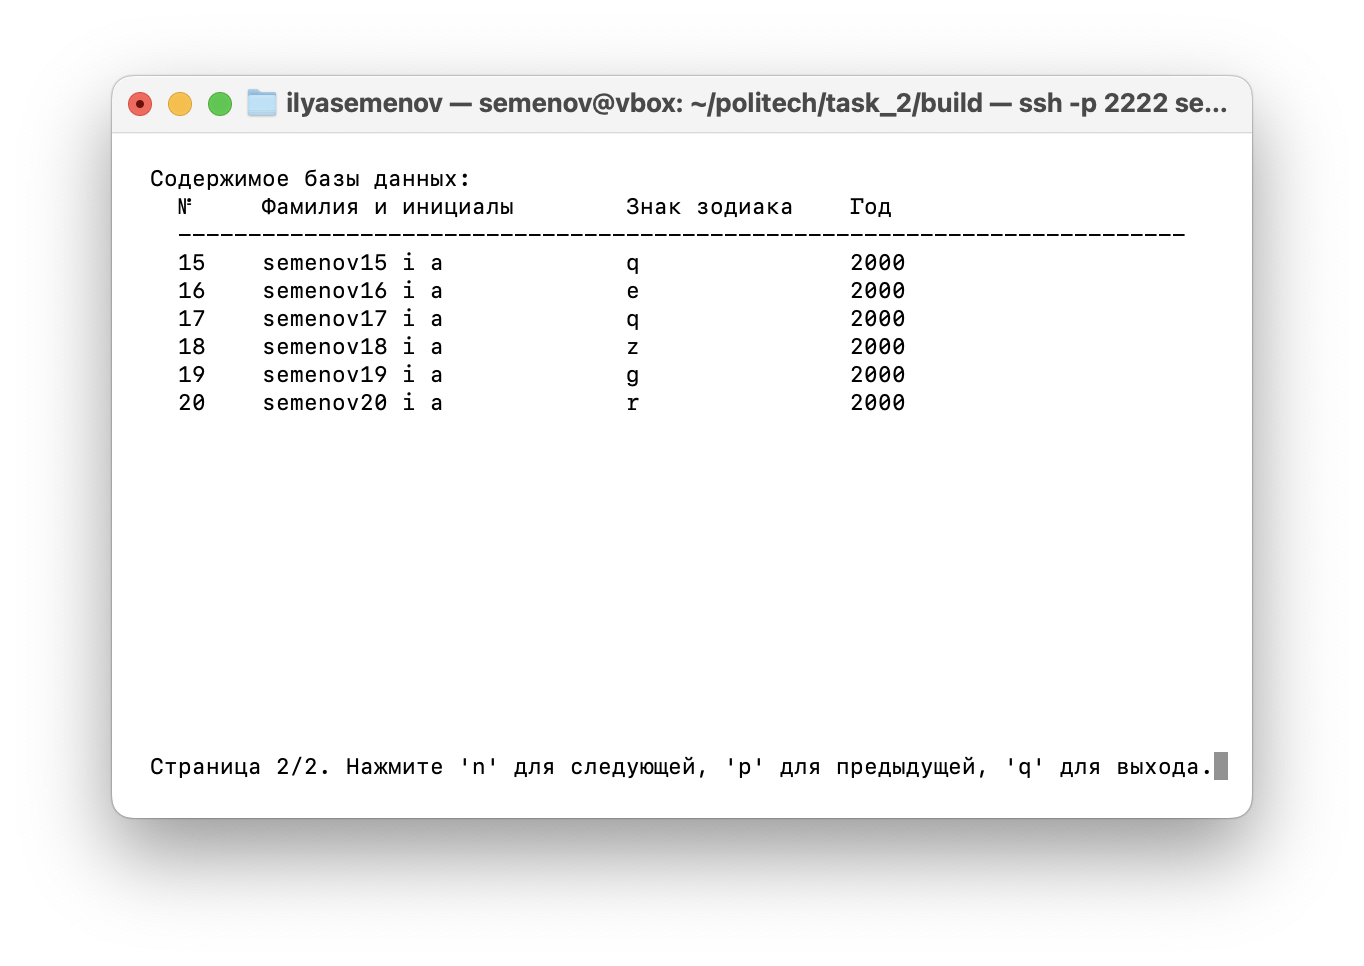 ilyasemenov — semenov@vbox: ~/politech/task_2/build — ssh -p 2222 se...
Содержимое базы данных:
№ Фамилия и инициалы Знак зодиака Год
------------------------------------------------------------------------
15 semenov15 i a q 2000
16 semenov16 i a e 2000
17 semenov17 i a q 2000
18 semenov18 i a z 2000
19 semenov19 i a g 2000
20 semenov20 i a r 2000
Страница 2/2. Нажмите 'n' для следующей, 'p' для предыдущей, 'q' для выхода.